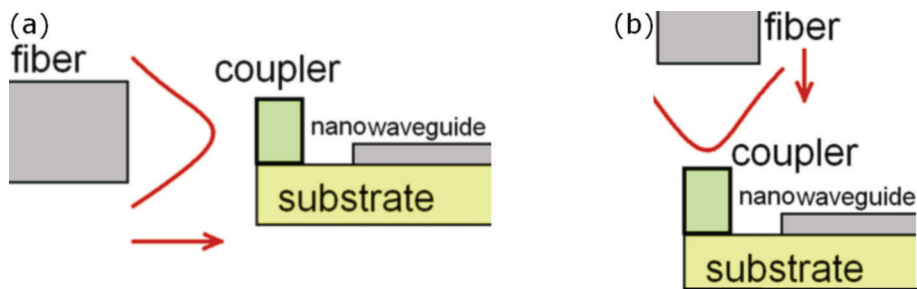 (a)
fiber
coupler
nanowaveguide
substrate
(b)
fiber
coupler
nanowaveguide
substrate